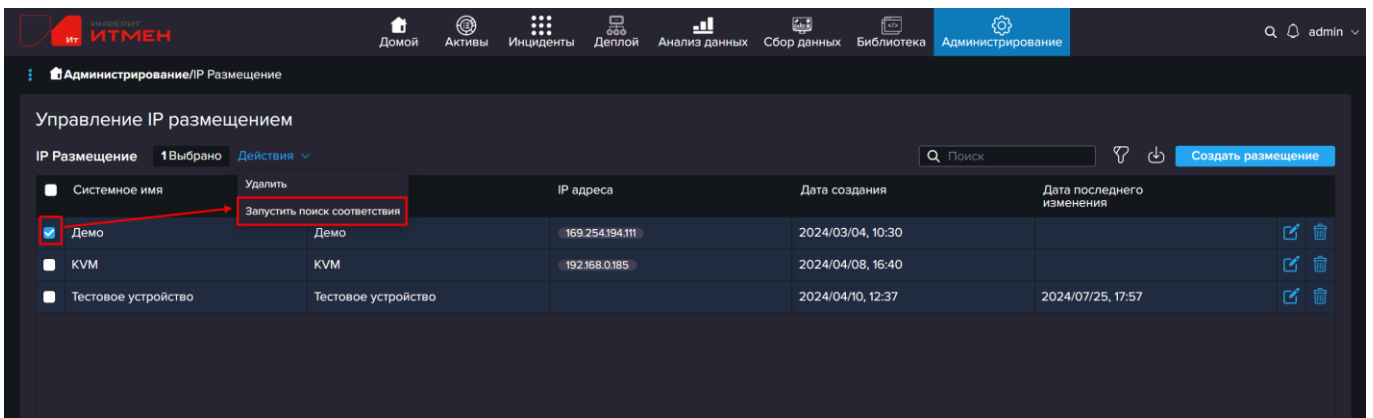 ИНФЕРИТ
ИТ ИТМЕН
Домой Активы Инциденты Деплой Анализ данных Сбор данных Библиотека Администрирование admin
Администрирование/IP Размещение
Управление IP размещением
IP Размещение 1 Выбрано Действия Поиск Создать размещение
Удалить
Запустить поиск соответствия
Системное имя IP адреса Дата создания Дата последнего
изменения
Демо Демо 169.254.194.111 2024/03/04, 10:30
KVM KVM 192.168.0.185 2024/04/08, 16:40
Тестовое устройство Тестовое устройство 2024/04/10, 12:37 2024/07/25, 17:57